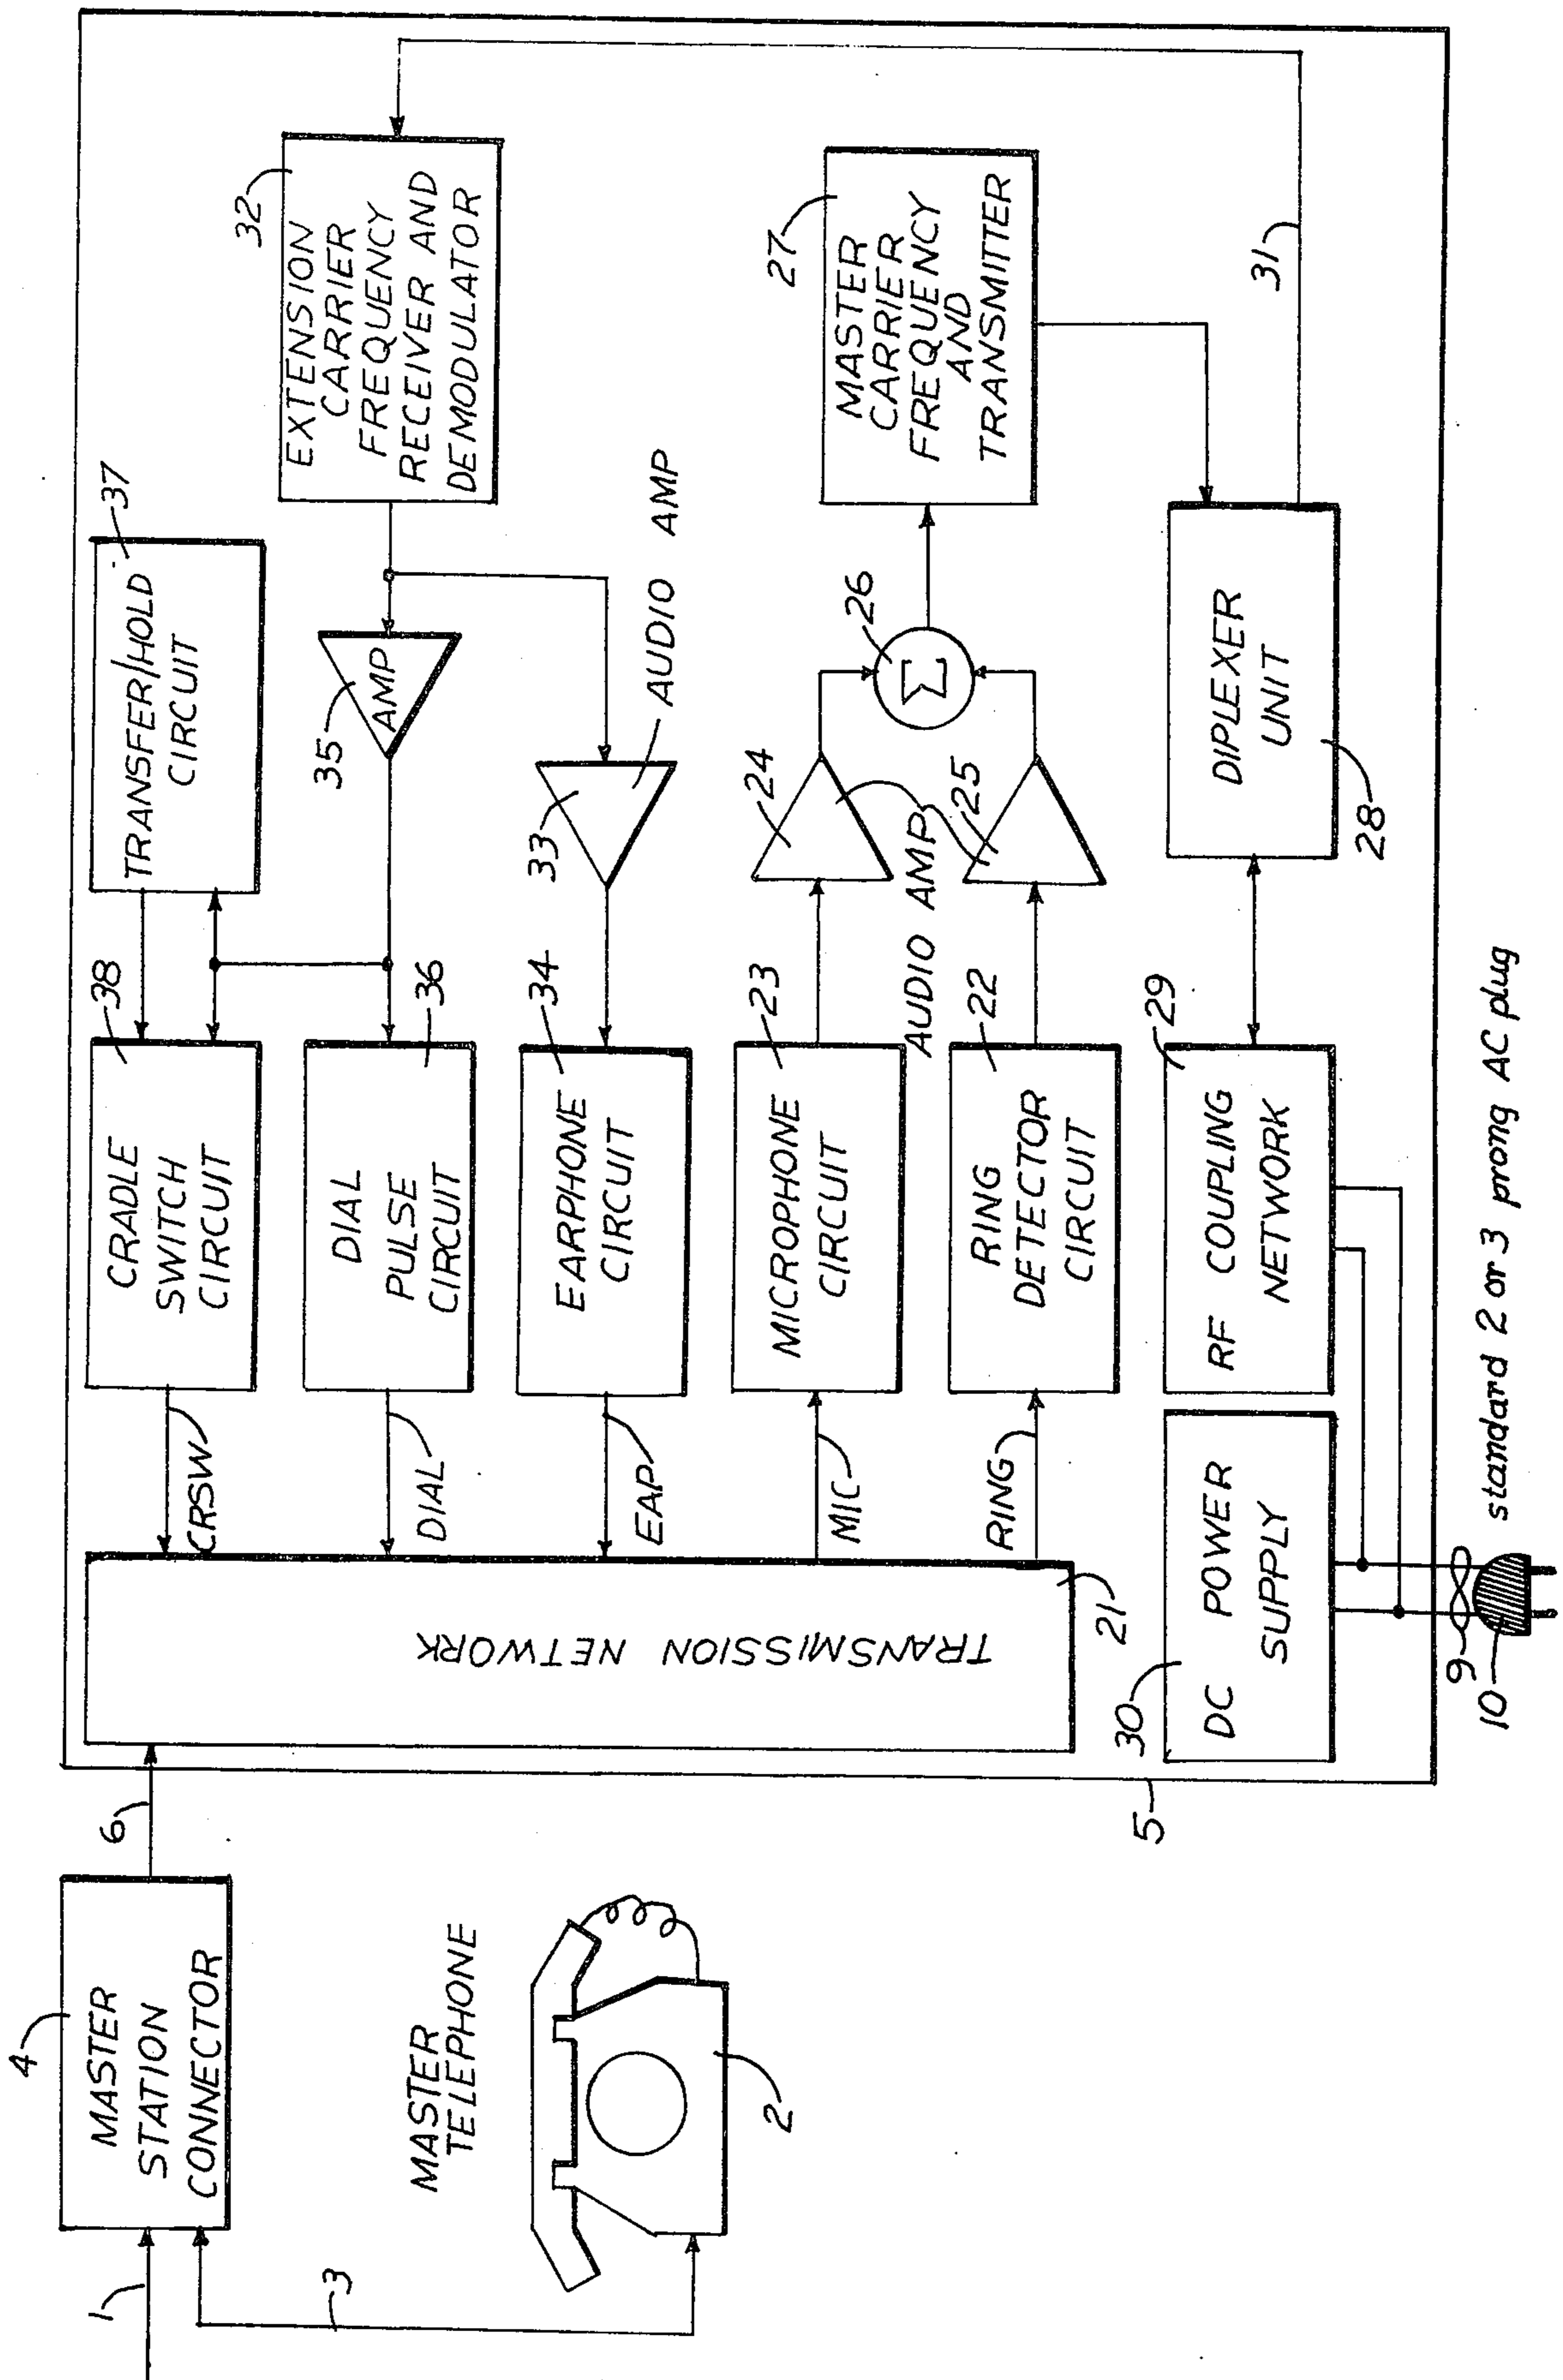 1
4
MASTER
STATION
CONNECTOR
6
3
MASTER
TELEPHONE
2
5
TRANSMISSION NETWORK
21
CRSW
DIAL
EAP
MIC
RING
38
CRADLE
SWITCH
CIRCUIT
36
DIAL
PULSE
CIRCUIT
34
EARPHONE
CIRCUIT
23
MICROPHONE
CIRCUIT
22
RING
DETECTOR
CIRCUIT
37
TRANSFER/HOLD
CIRCUIT
35
AMP
33
AUDIO AMP
24
25
AUDIO AMP
26
Σ
32
EXTENSION
CARRIER
FREQUENCY
RECEIVER AND
DEMODULATOR
27
MASTER
CARRIER
FREQUENCY
AND
TRANSMITTER
31
30
DC POWER
SUPPLY
29
RF COUPLING
NETWORK
DIPLEXER
UNIT
28
9
10
standard 2 or 3 prong AC plug